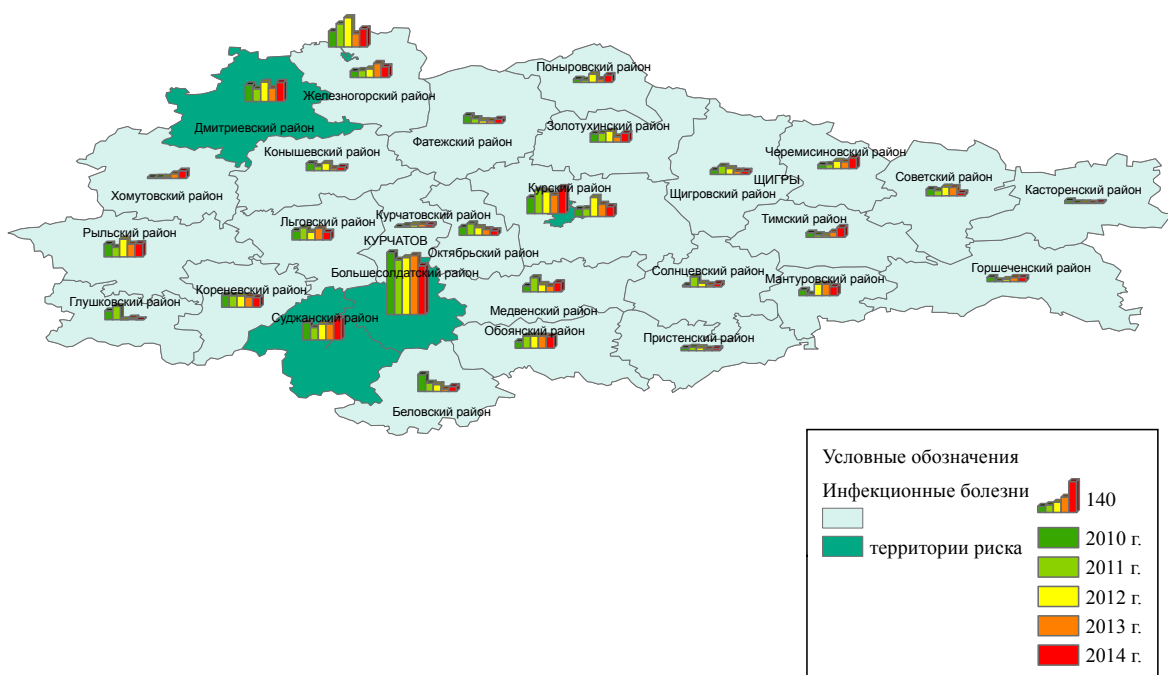 Поныровский район
Железногорский район
Дмитриевский район
Фатежский район
Золотухинский район
Конышевский район
Черемисиновский район
ЩИГРЫ
Советский район
Касторенский район
Хомутовский район
Курский район
Щигровский район
Курчатовский район
Тимский район
Льговский район
Рыльский район
КУРЧАТОВ
Октябрьский район
Большесолдатский район
Солнцевский район
Горшеченский район
Мантуровский район
Кореневский район
Глушковский район
Медвенский район
Суджанский район
Обоянский район
Пристенский район
Беловский район
Условные обозначения
Инфекционные болезни
территории риска
140
2010 г.
2011 г.
2012 г.
2013 г.
2014 г.